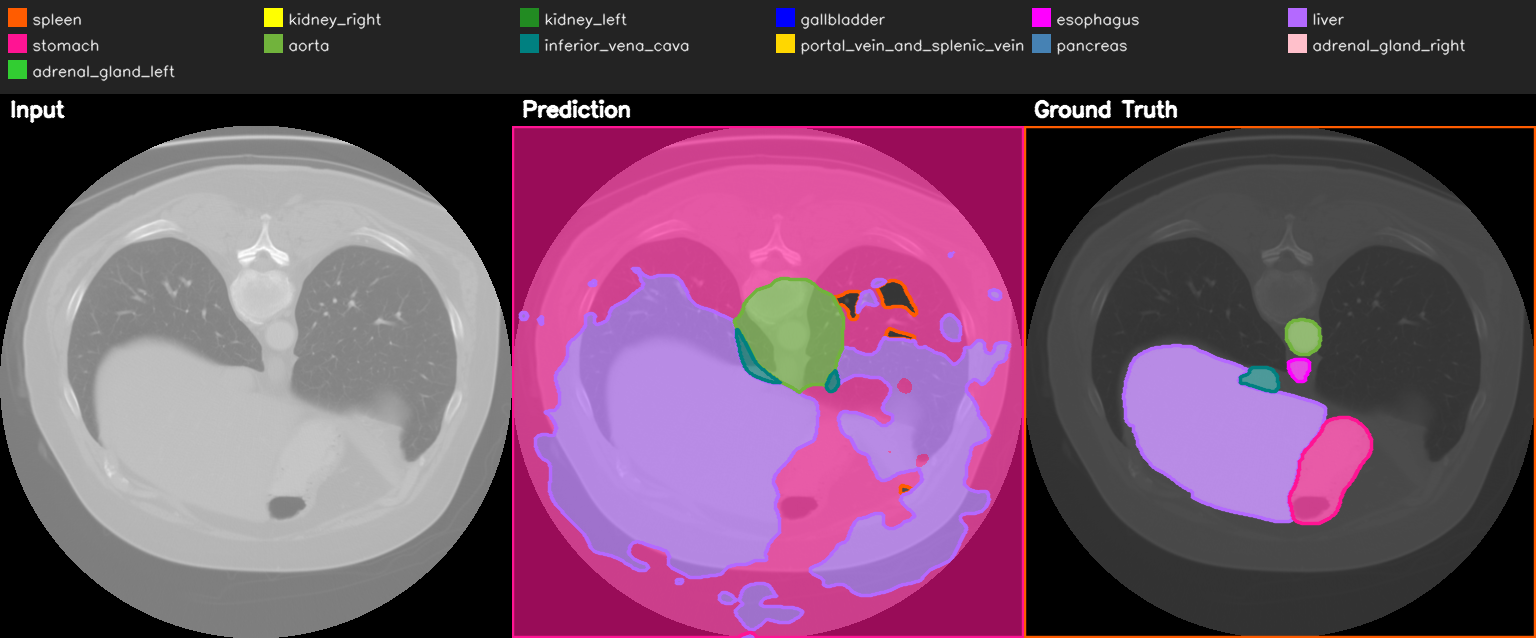 spleen kidney_right kidney_left gallbladder esophagus liver
stomach aorta inferior_vena_cava portal_vein_and_splenic_vein pancreas adrenal_gland_right
adrenal_gland_left
Input Prediction Ground Truth